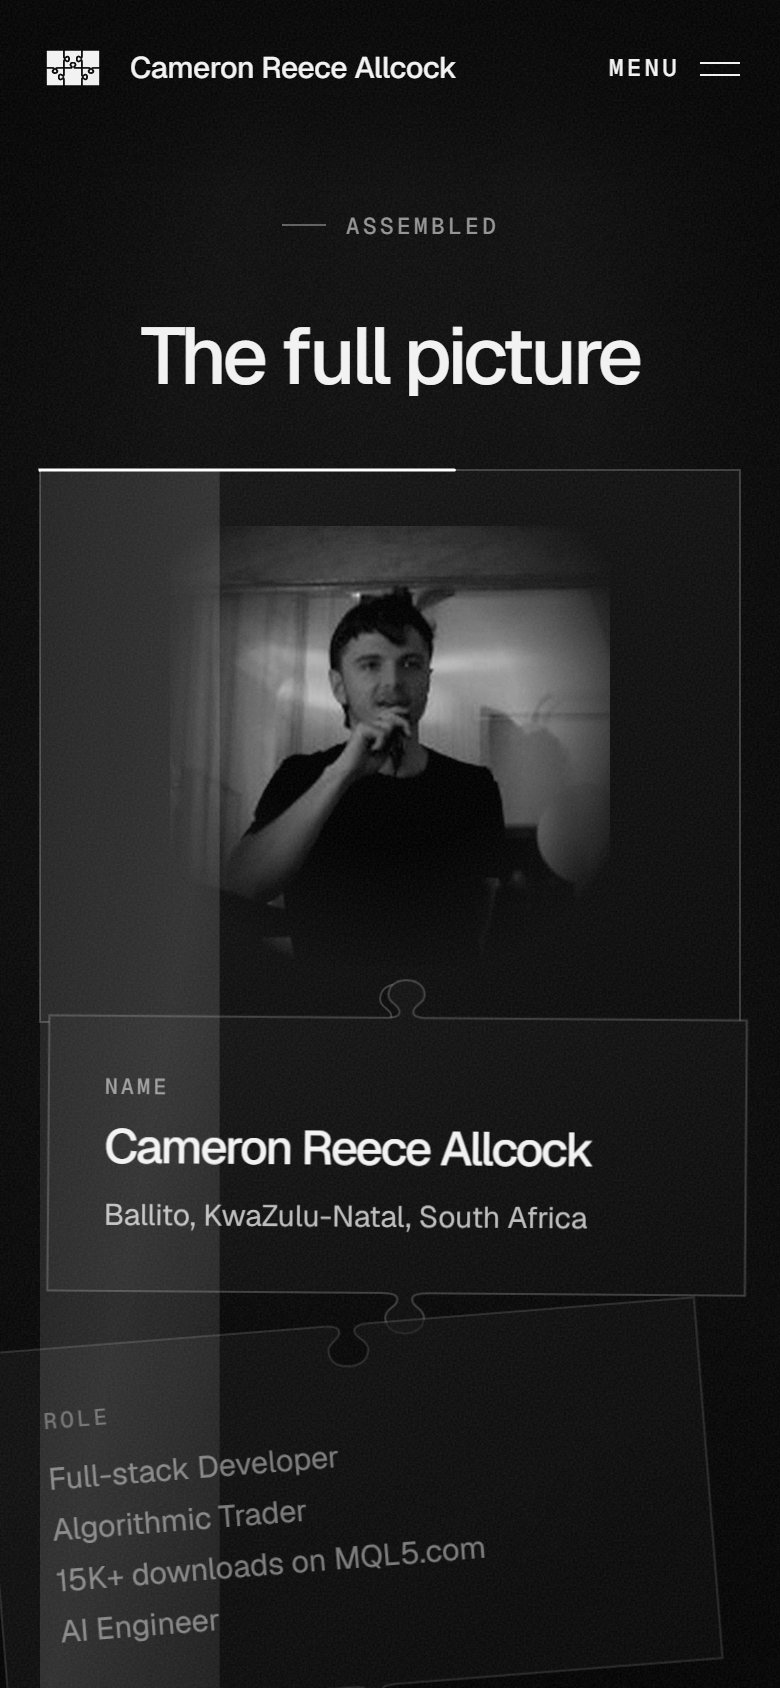 Cameron Reece Allcock
MENU
ASSEMBLED
The full picture
NAME
Cameron Reece Allcock
Ballito, KwaZulu-Natal, South Africa
ROLE
Full-stack Developer
Algorithmic Trader
15K+ downloads on MQL5.com
AI Engineer